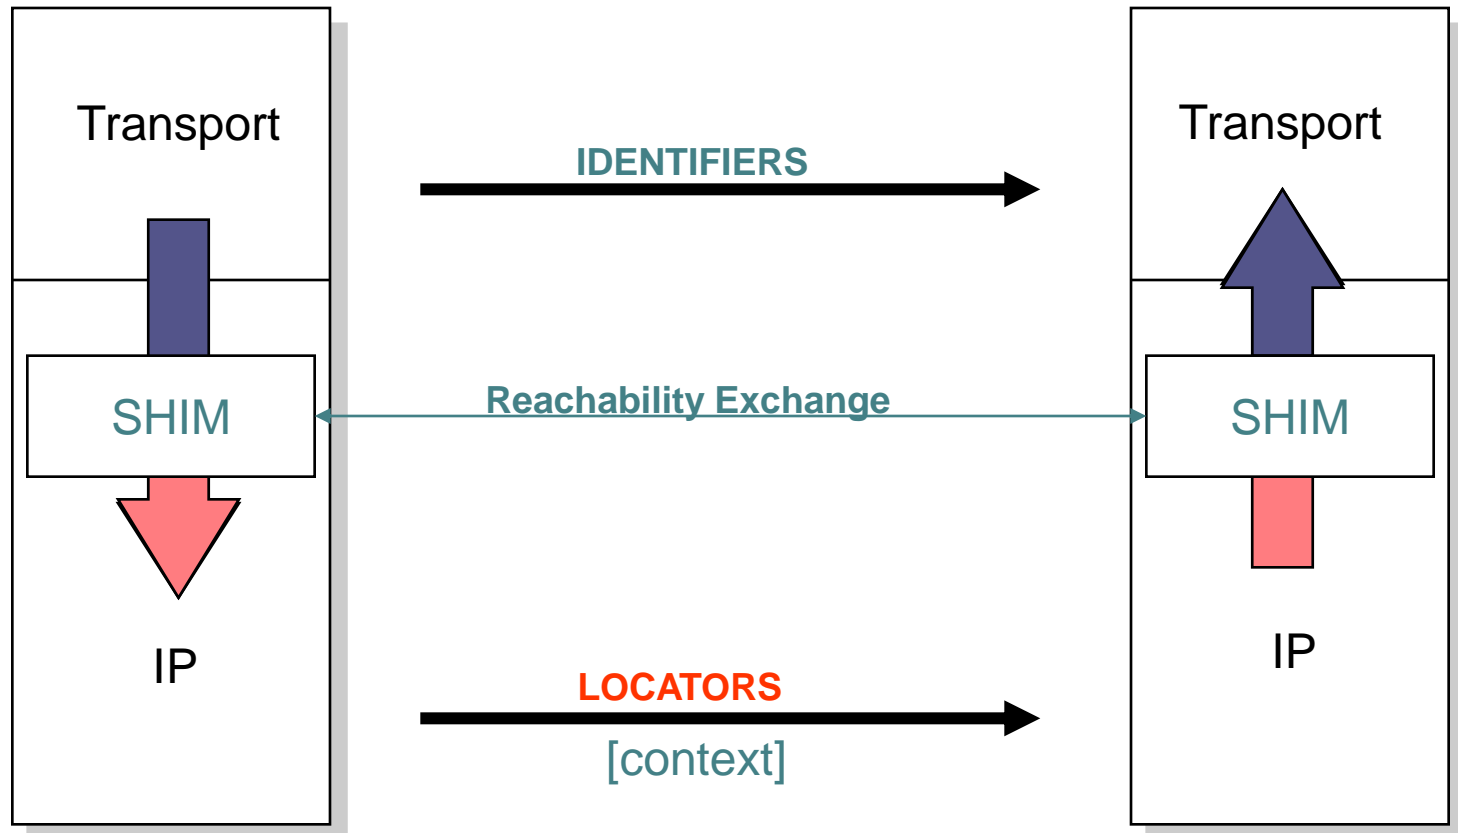 Transport
Transport
IDENTIFIERS
SHIM
Reachability Exchange
SHIM
IP
IP
LOCATORS
[context]